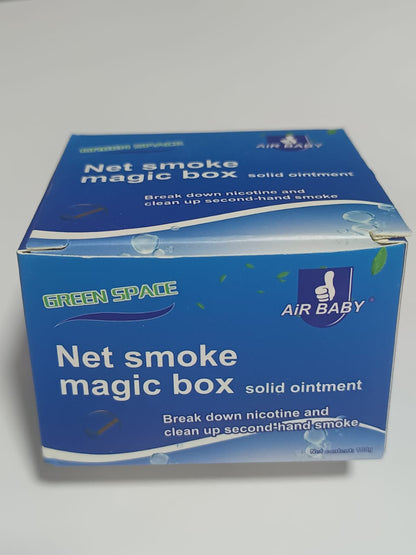 GREEN SPACE
AiR BABY
Net smoke
magic box solid ointment
Break down nicotine and
clean up second-hand smoke
GREEN SPACE
AiR BABY
Net smoke
magic box solid ointment
Break down nicotine and
clean up second-hand smoke
Net content: